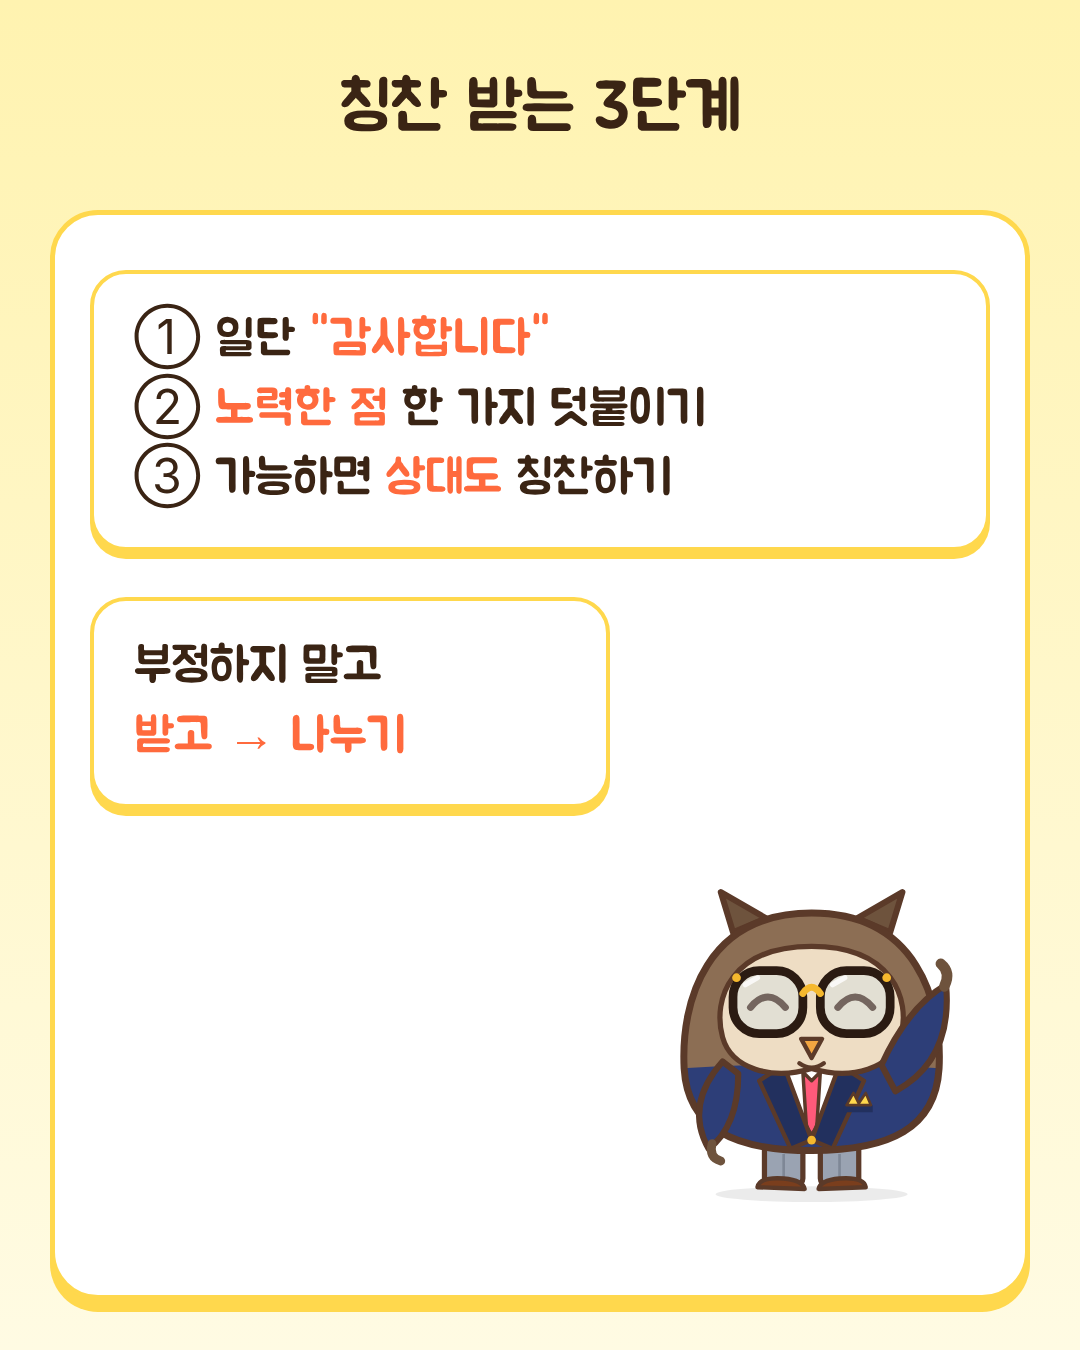 칭찬 받는 3단계
① 일단 "감사합니다"
② 노력한 점 한 가지 덧붙이기
③ 가능하면 상대도 칭찬하기
부정하지 말고
받고 → 나누기